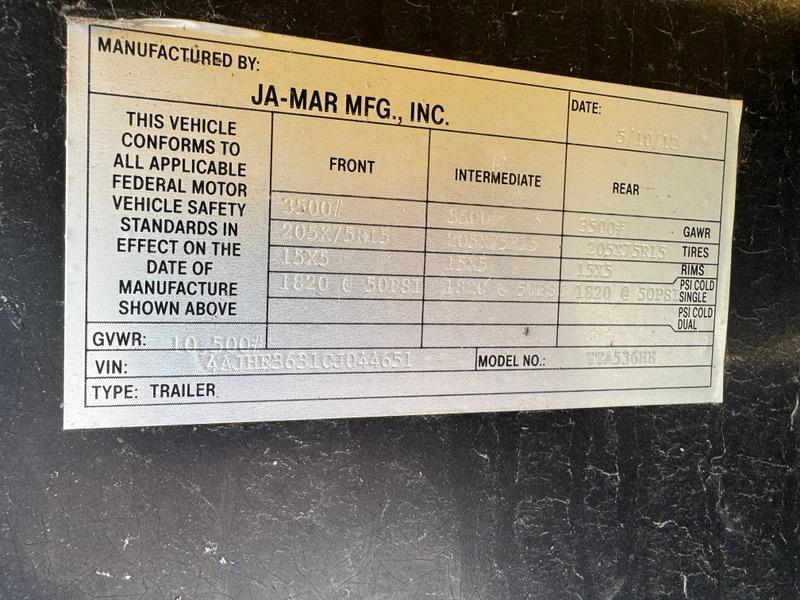 MANUFACTURED BY:
JA-MAR MFG., INC.
DATE:
5/10/12
THIS VEHICLE
CONFORMS TO
ALL APPLICABLE
FEDERAL MOTOR
VEHICLE SAFETY
STANDARDS IN
EFFECT ON THE
DATE OF
MANUFACTURE
SHOWN ABOVE
FRONT INTERMEDIATE REAR
3500# 3500# 3500# GAWR
205X75R15 205X75R15 205X75R15 TIRES
15X5 15X5 15X5 RIMS
1820 @ 50PSI 1820 @ 50PS 1820 @ 50PSI PSI COLD
SINGLE
PSI COLD
DUAL
GVWR: 10,500#
VIN: 4AJHE3631CJ044651 MODEL NO.: TTA536HE
TYPE: TRAILER